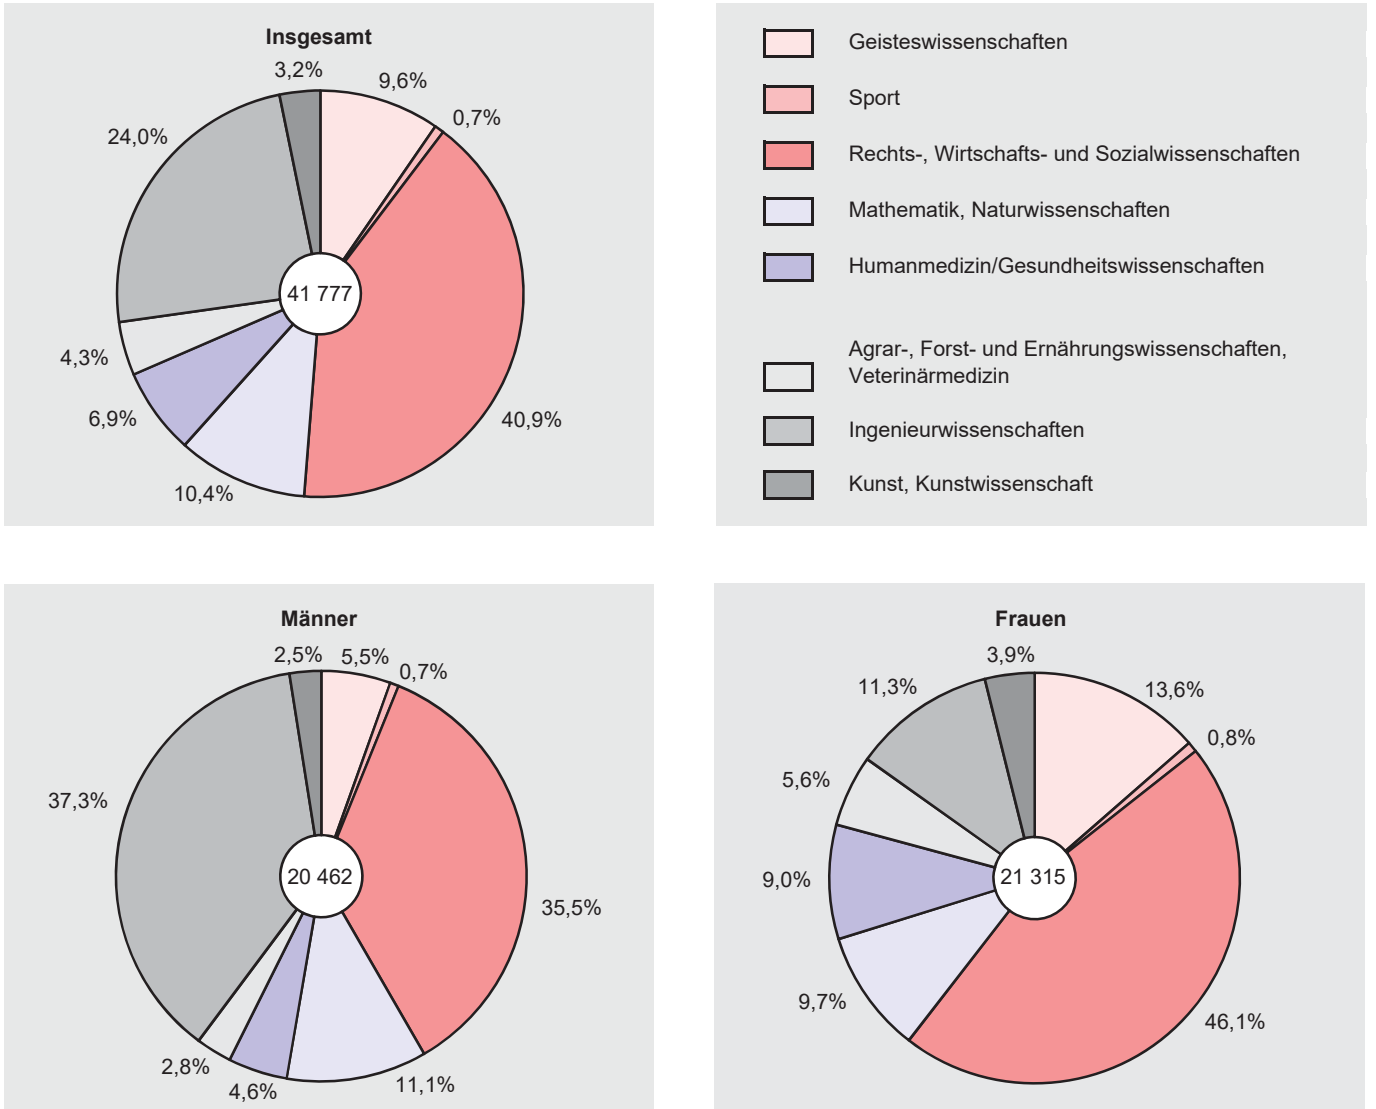 Insgesamt
3,2%
9,6%
0,7%
24,0%
41 777
4,3%
6,9%
40,9%
10,4%
Geisteswissenschaften
Sport
Rechts-, Wirtschafts- und Sozialwissenschaften
Mathematik, Naturwissenschaften
Humanmedizin/Gesundheitswissenschaften
Agrar-, Forst- und Ernährungswissenschaften,
Veterinärmedizin
Ingenieurwissenschaften
Kunst, Kunstwissenschaft
Männer
2,5%
5,5%
0,7%
37,3%
20 462
35,5%
2,8%
4,6%
11,1%
Frauen
3,9%
11,3%
13,6%
0,8%
5,6%
9,0%
21 315
9,7%
46,1%